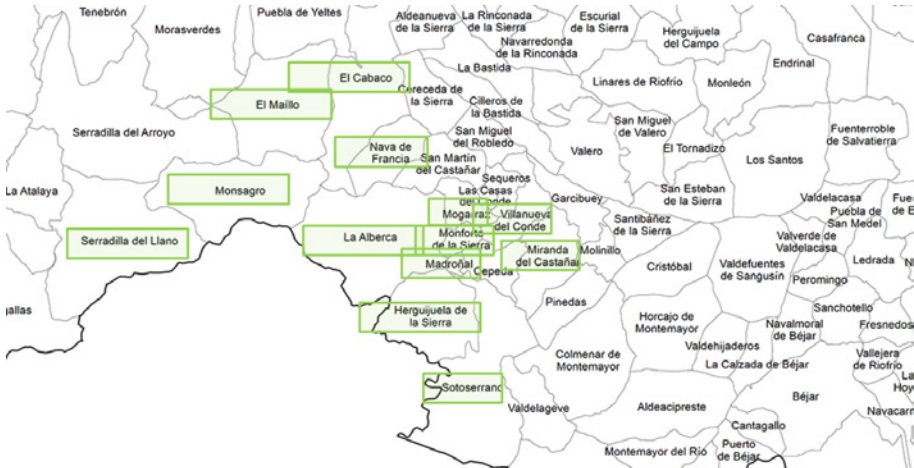 Tenebrón
Puebla de Yeltes
Aldeanueva
de la Sierra
La Rinconada
de la Sierra
Escurial
de la Sierra
Morasverdes
Navarredonda
de la Rinconada
Herguijuela
del Campo
Casafranca
Endrinal
La Bastida
El Cabaco
Cereceda de
la Sierra
Linares de Riofrío
Monleón
El Maíllo
Cilleros de
la Bastida
San Miguel
de Valero
Serradilla del Arroyo
San Miguel
del Robledo
Fuenterroble
de Salvatierra
Nava de
Francia
Valero
El Tornadizo
San Martín
del Castañar
Los Santos
Sequeros
La Atalaya
Monsagro
Las Casas
del Conde
Garcibuey
San Esteban
de la Sierra
Valdelacasa
Mogarraz
Villanueva
del Conde
Santibáñez
de la Sierra
Puebla de
San Medel
Serradilla del Llano
La Alberca
Monforte
de la Sierra
Valverde de
Valdelacasa
Miranda
del Castañar
Molinillo
Madroñal
Cepeda
Cristóbal
Valdefuentes
de Sangusín
Ledrada
Peromingo
Pinedas
Sanchotello
Herguijuela de
la Sierra
Horcajo de
Montemayor
Navalmoral
de Béjar
Fresnedos
Valdehijaderos
Colmenar de
Montemayor
La Calzada de Béjar
Vallejera
de Riofrío
Sotoserrano
Béjar
Valdelageve
Aldeacipreste
Navacarn
Cantagallo
Montemayor del Río
Puerto
de Béjar